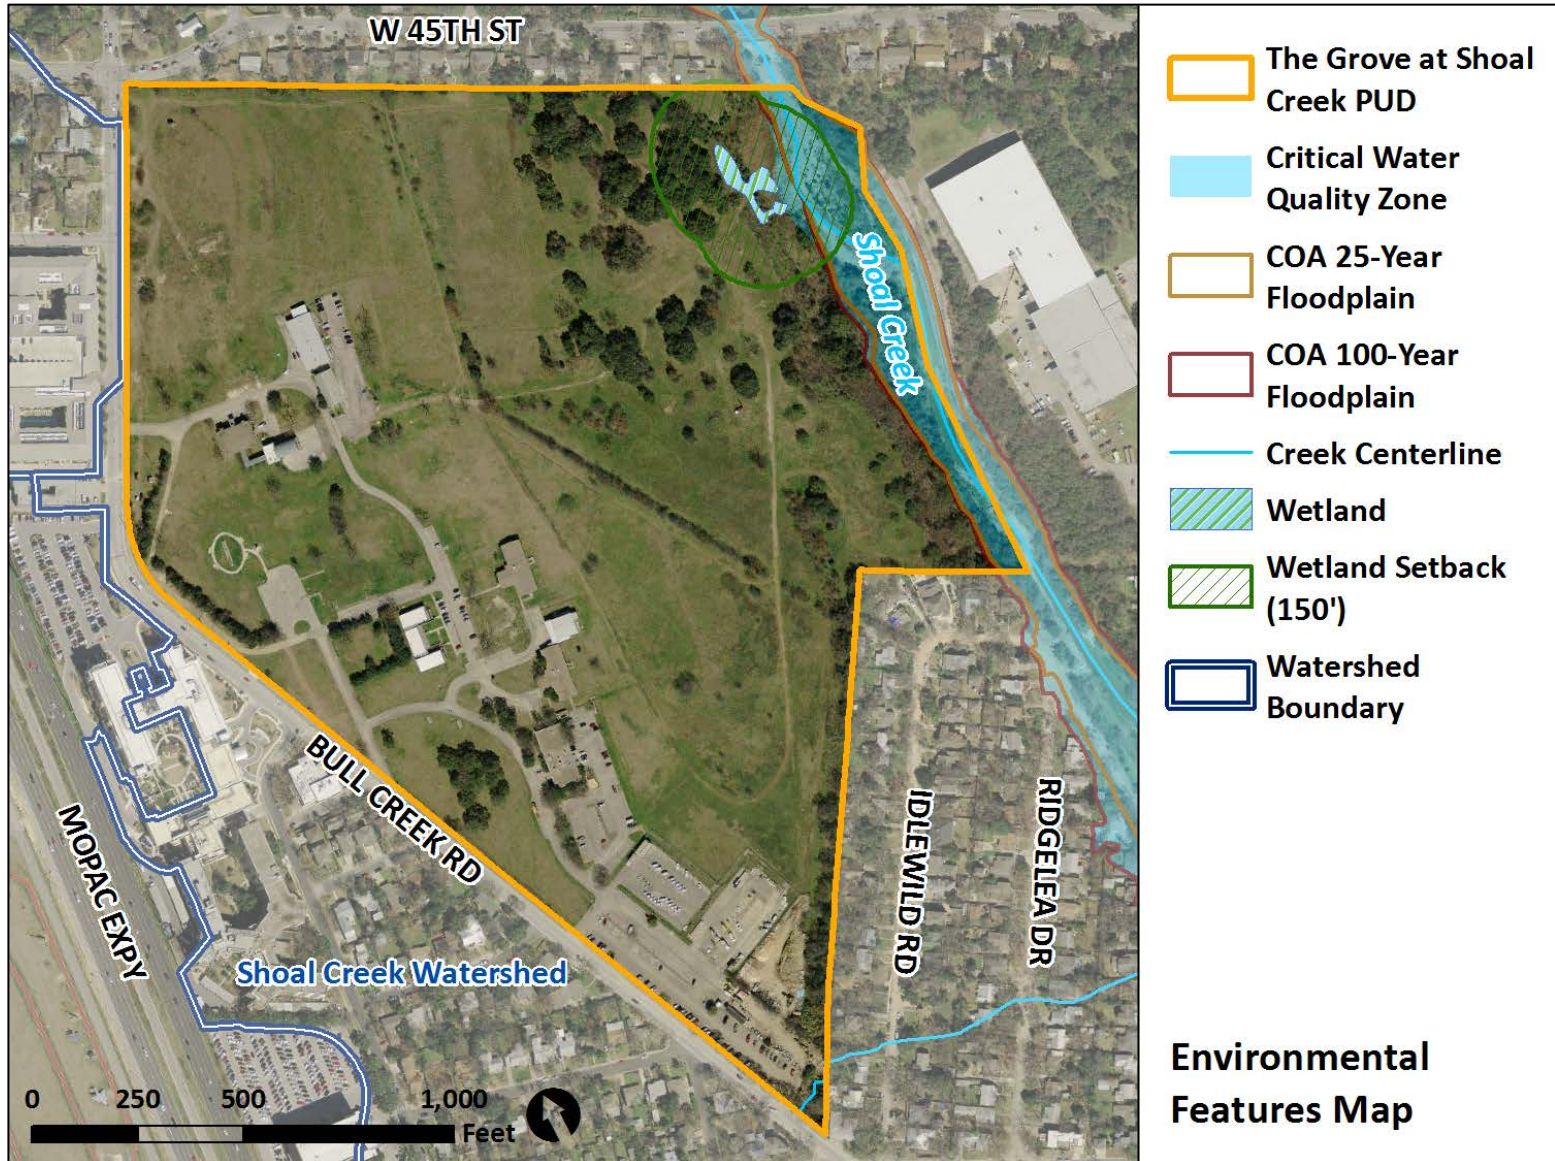 W 45TH ST
Shoal Creek
BULL CREEK RD
MOPAC EXPY
IDLEWILD RD
RIDGELEA DR
Shoal Creek Watershed
0 250 500 1,000
Feet
The Grove at Shoal
Creek PUD
Critical Water
Quality Zone
COA 25-Year
Floodplain
COA 100-Year
Floodplain
Creek Centerline
Wetland
Wetland Setback
(150')
Watershed
Boundary
Environmental
Features Map